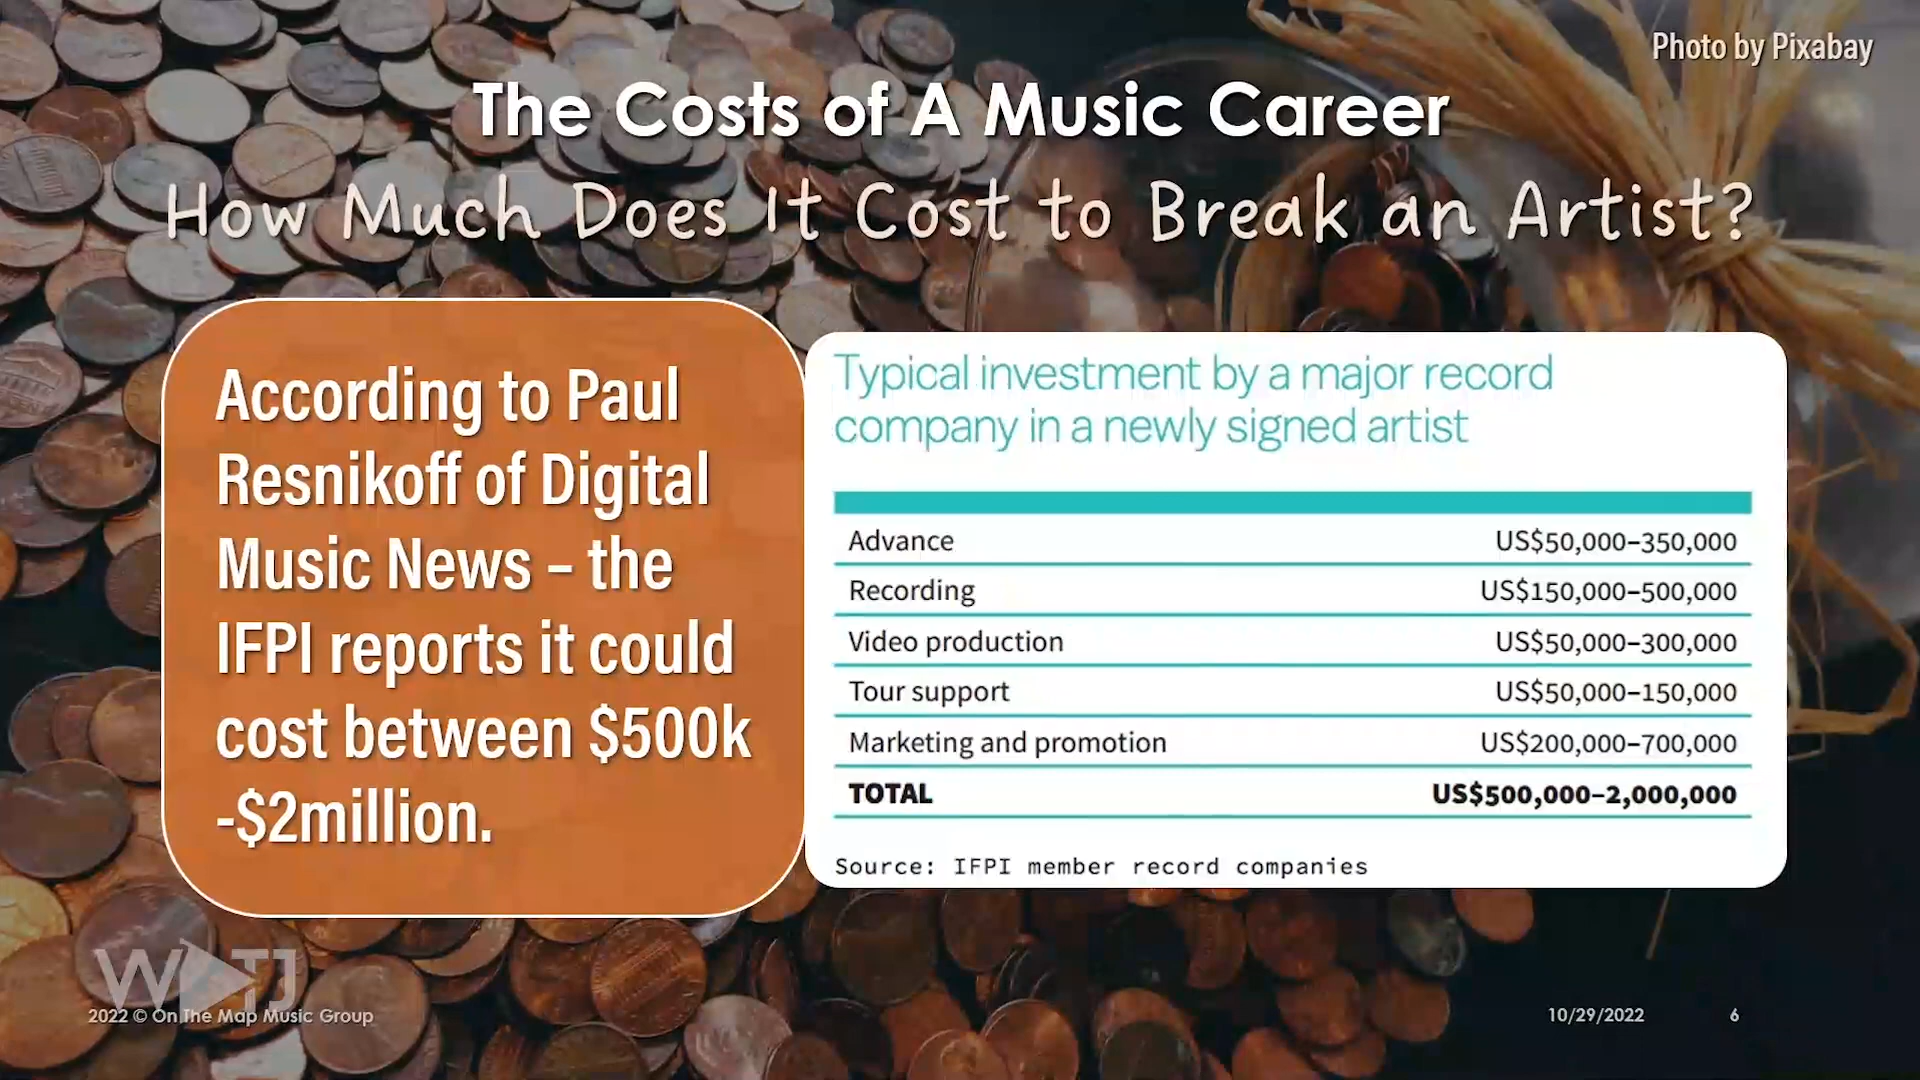 Photo by Pixabay
The Costs of A Music Career
How Much Does It Cost to Break an Artist?
According to Paul
Resnikoff of Digital
Music News – the
IFPI reports it could
cost between $500k
-$2million.
Typical investment by a major record
company in a newly signed artist
Advance US$50,000–350,000
Recording US$150,000–500,000
Video production US$50,000–300,000
Tour support US$50,000–150,000
Marketing and promotion US$200,000–700,000
TOTAL US$500,000–2,000,000
Source: IFPI member record companies
2022 © On The Map Music Group
10/29/2022
6